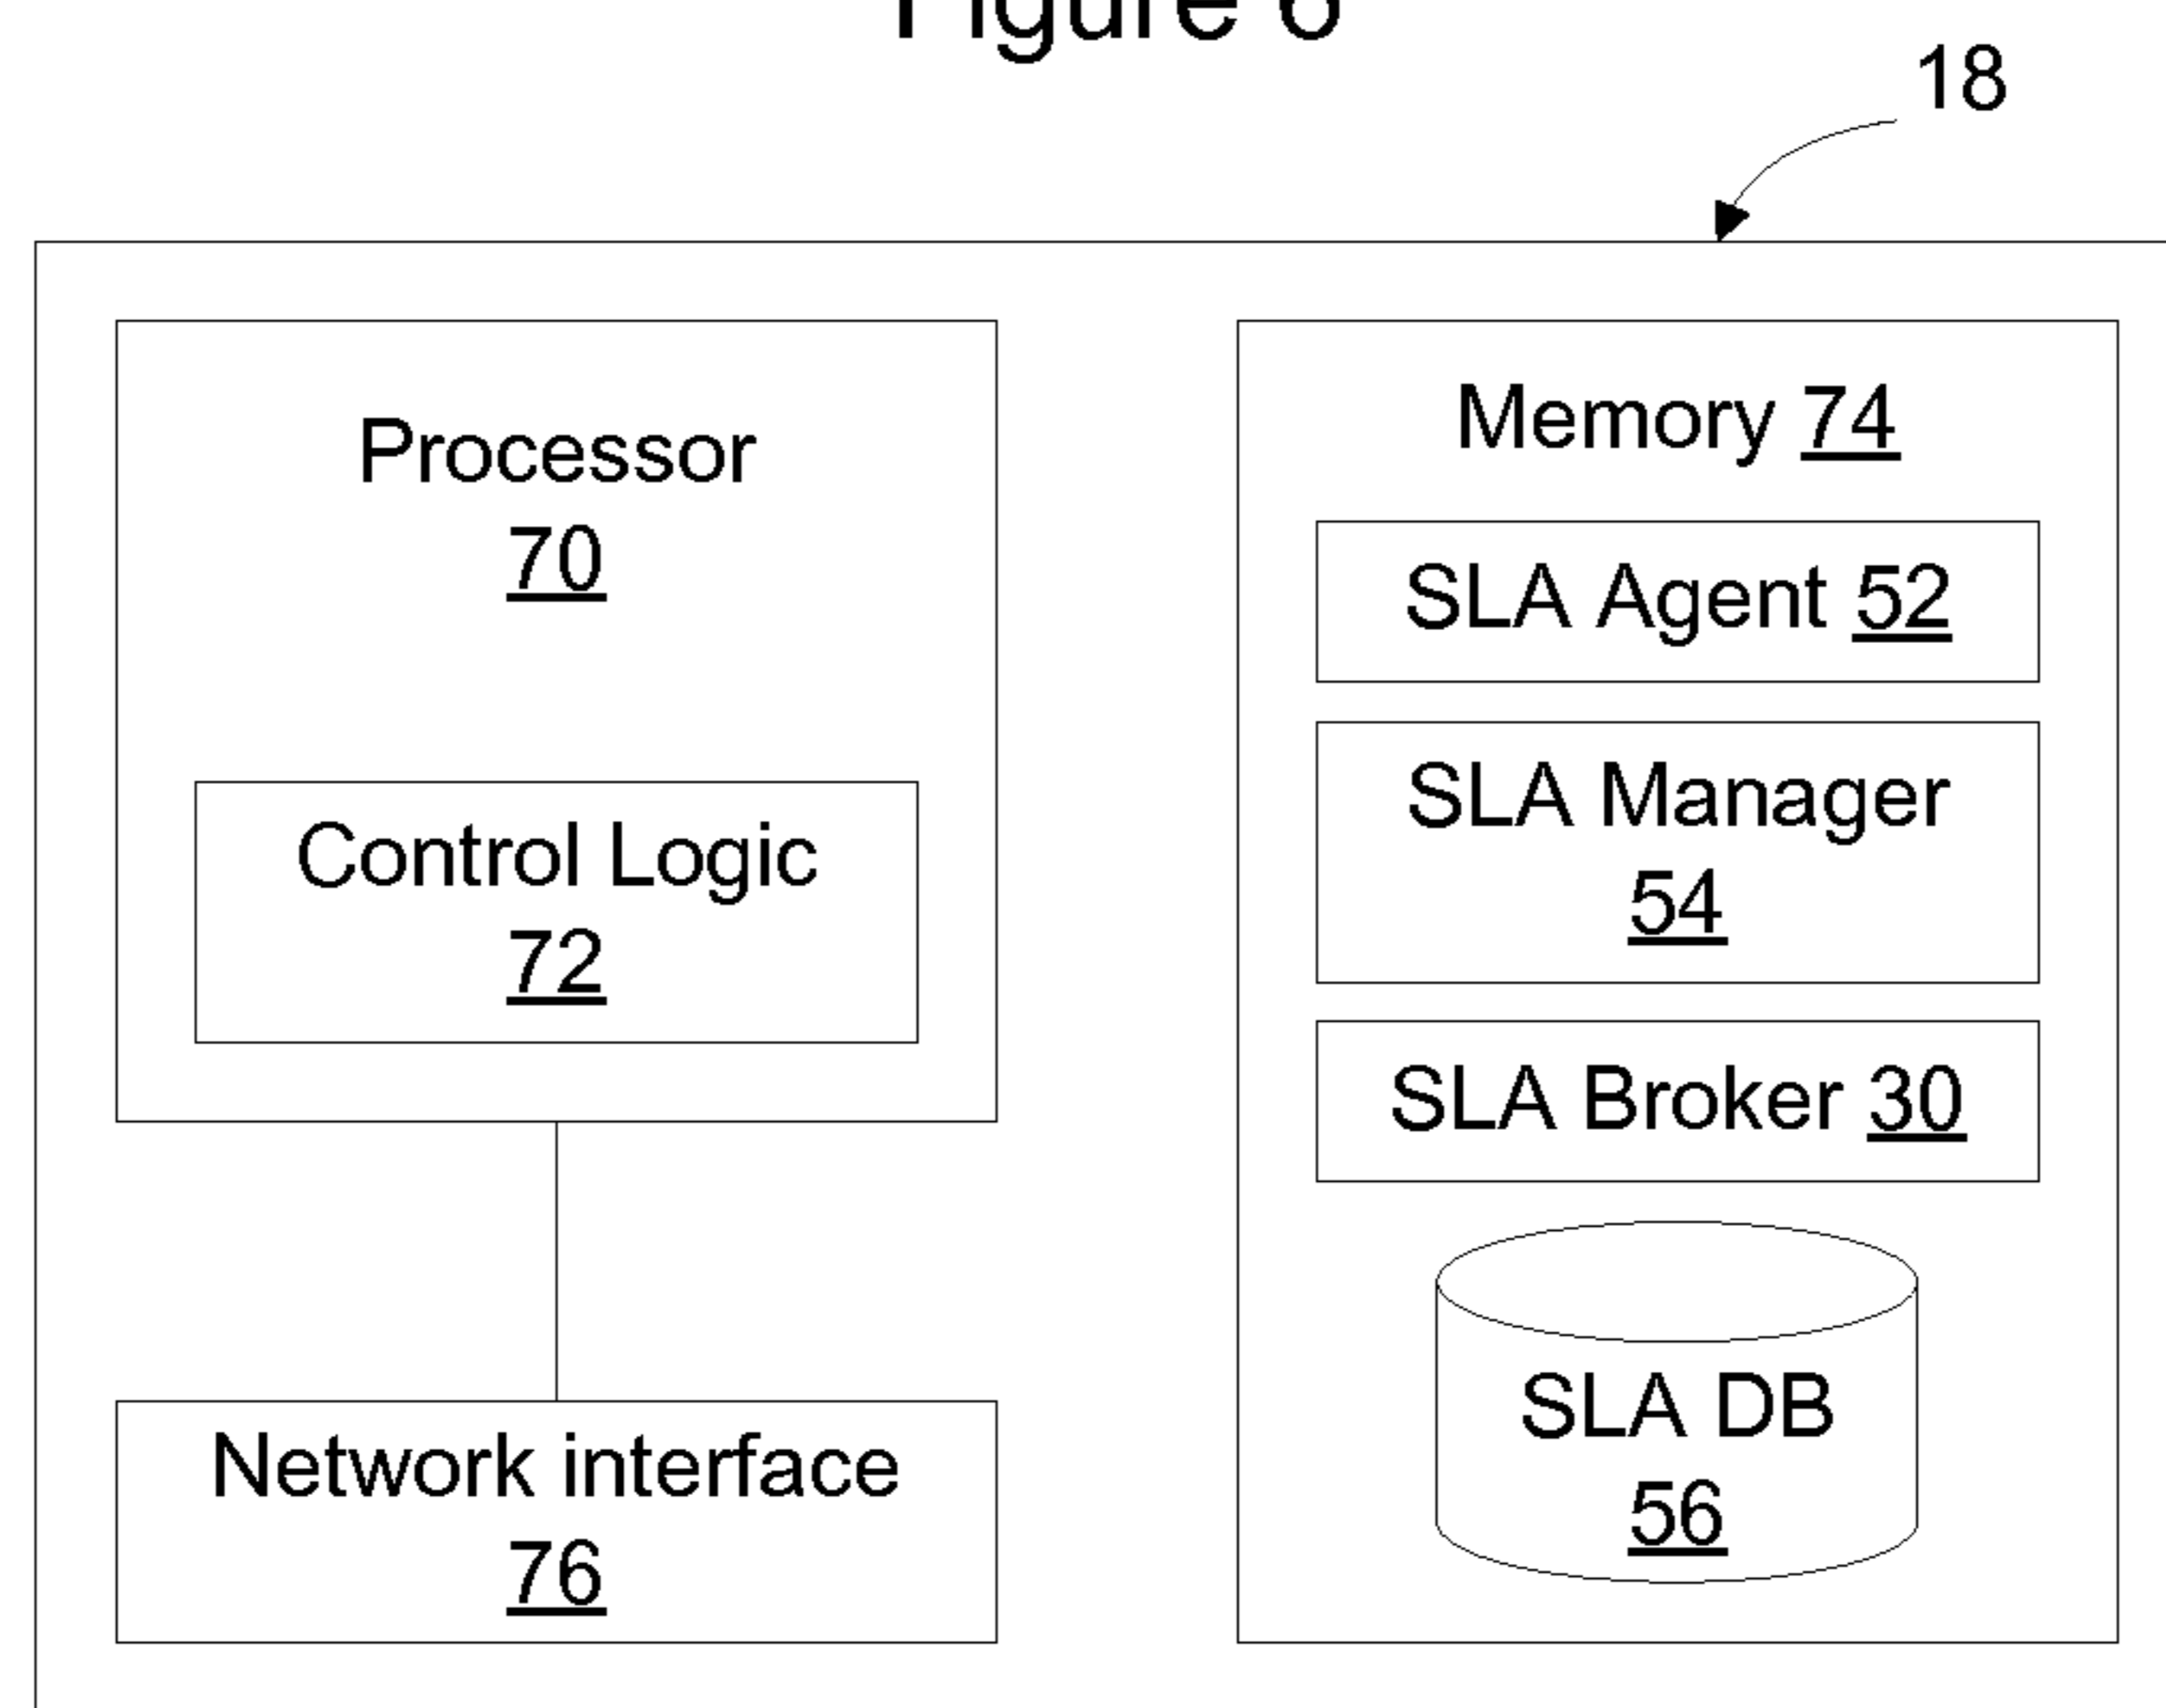 Figure
18
Processor
70
Control Logic
72
Network interface
76
Memory 74
SLA Agent 52
SLA Manager
54
SLA Broker 30
SLA DB
56